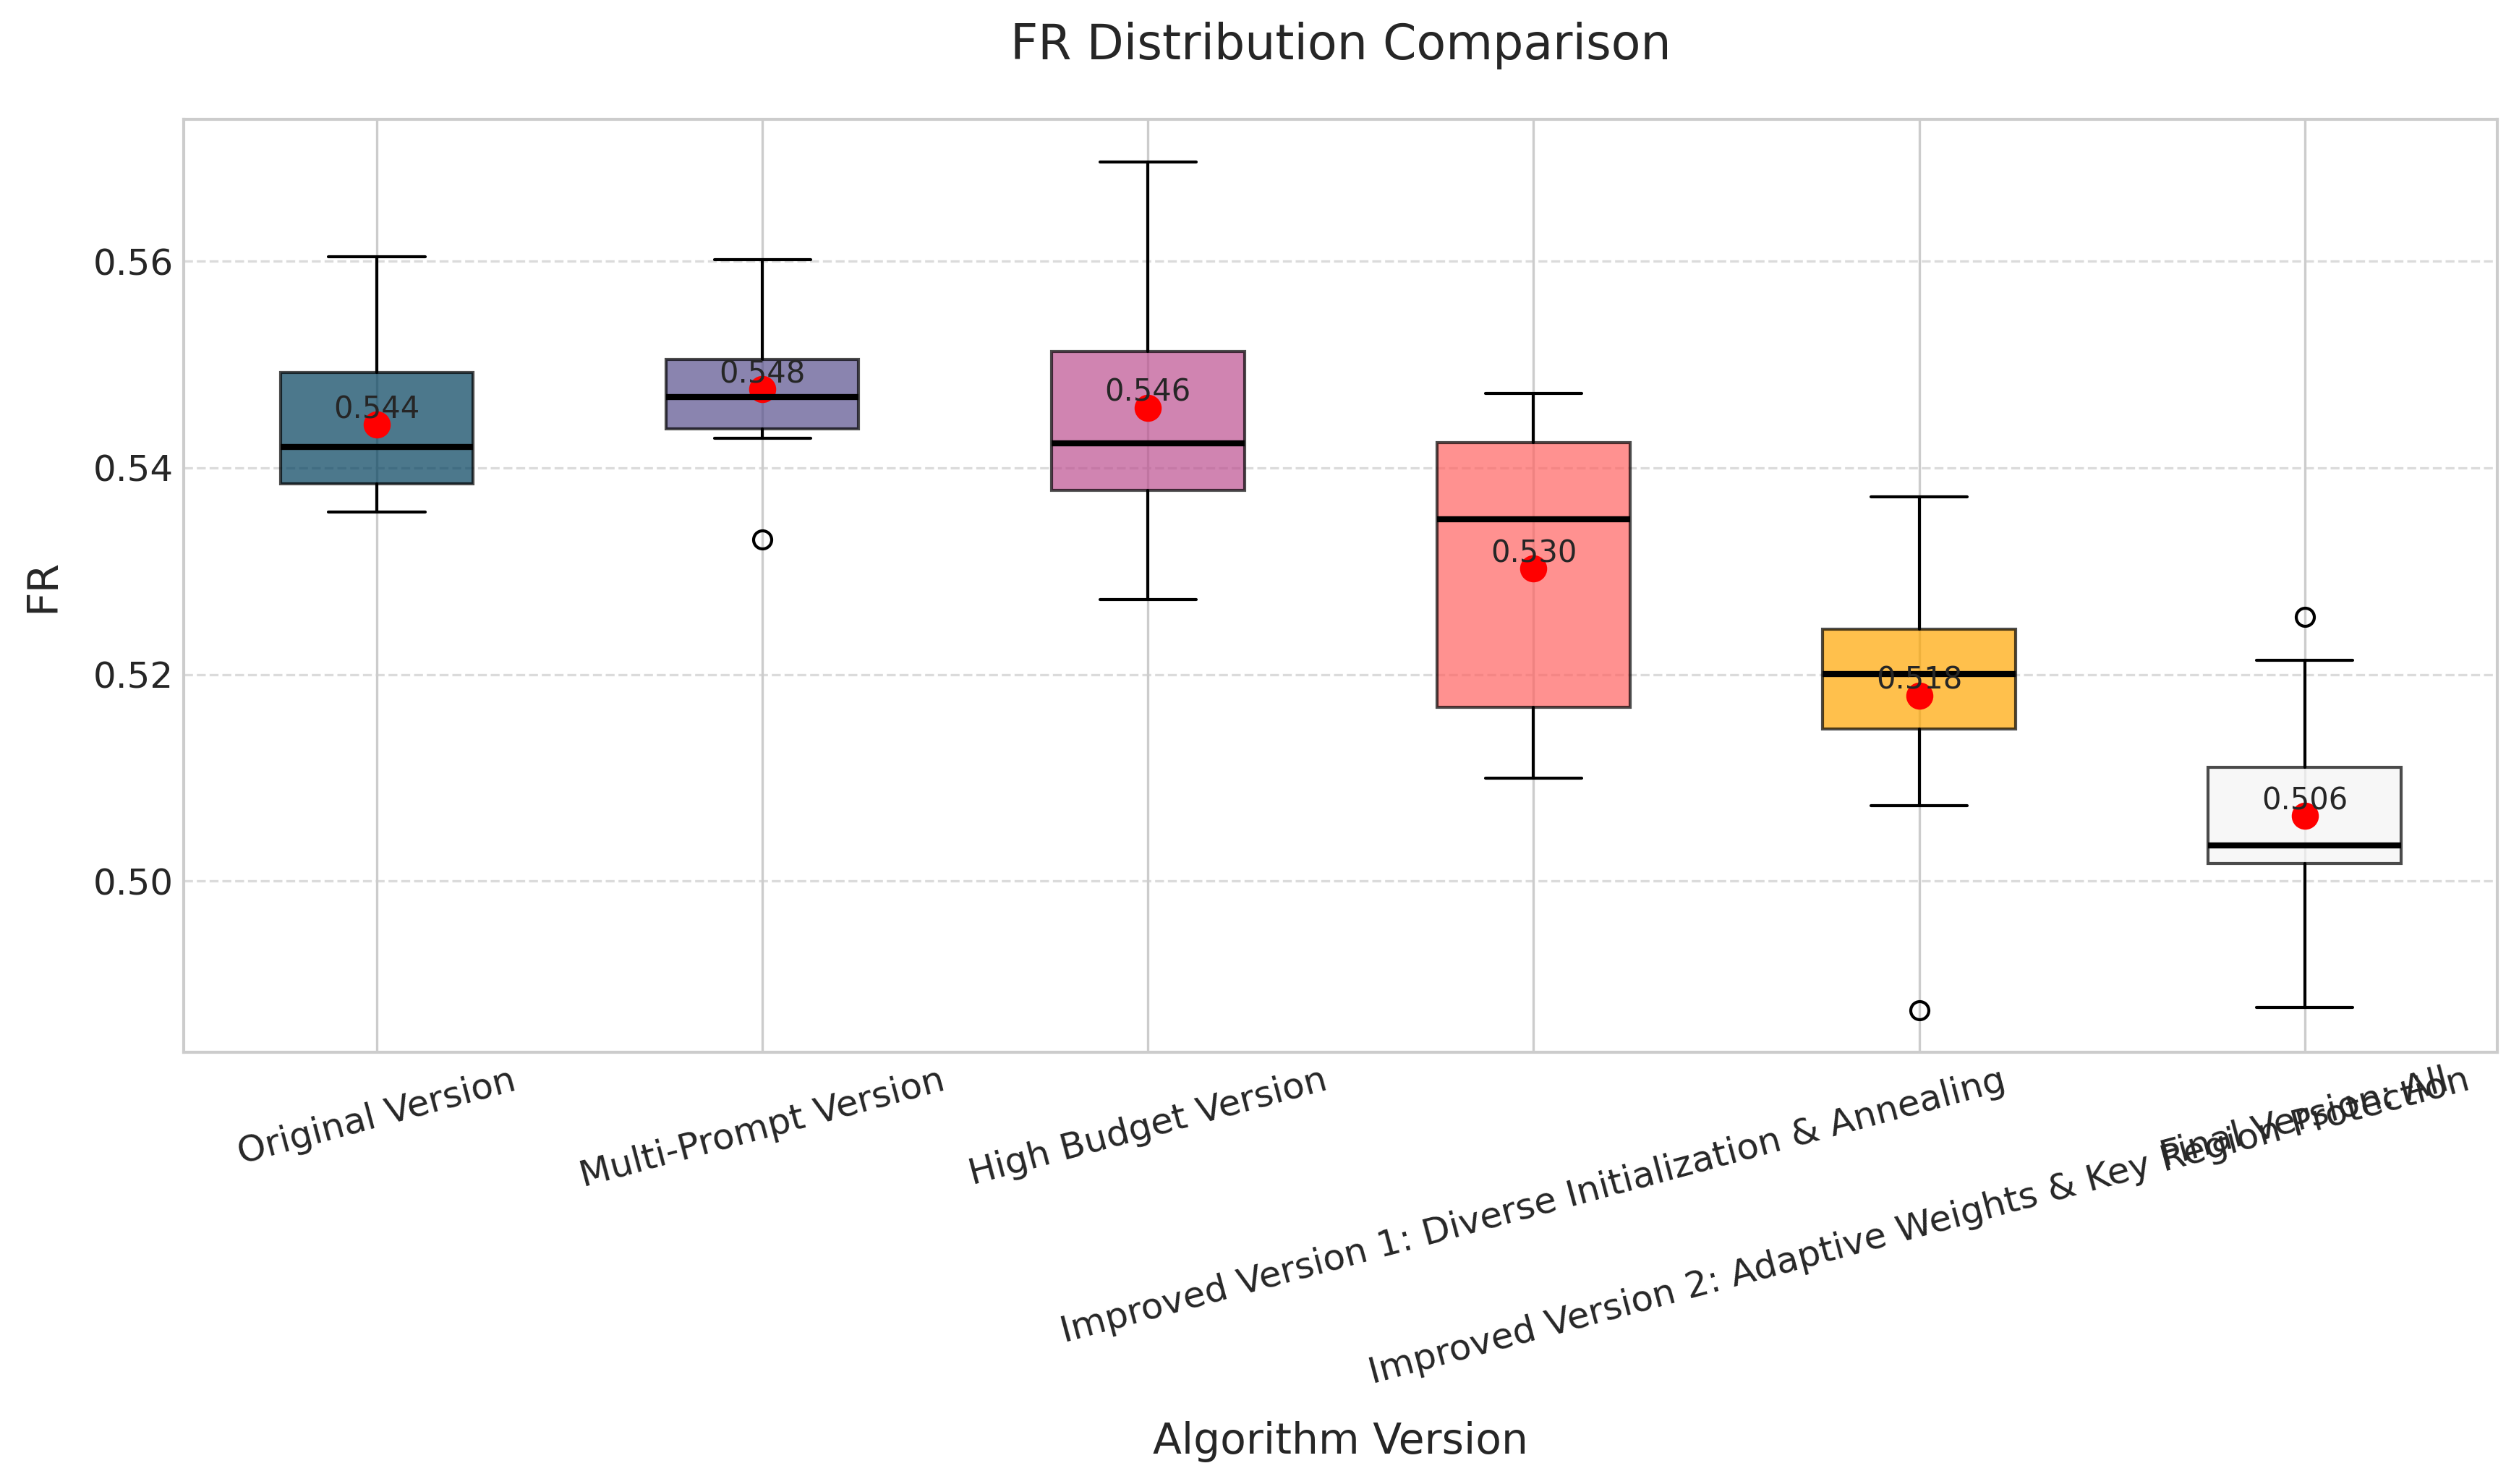 FR Distribution Comparison
FR
0.56
0.54
0.52
0.50
0.544
0.548
0.546
0.530
0.518
0.506
Original Version
Multi-Prompt Version
High Budget Version
Improved Version 1: Diverse Initialization & Annealing
Improved Version 2: Adaptive Weights & Key Region Protection
Final Version: All
Algorithm Version